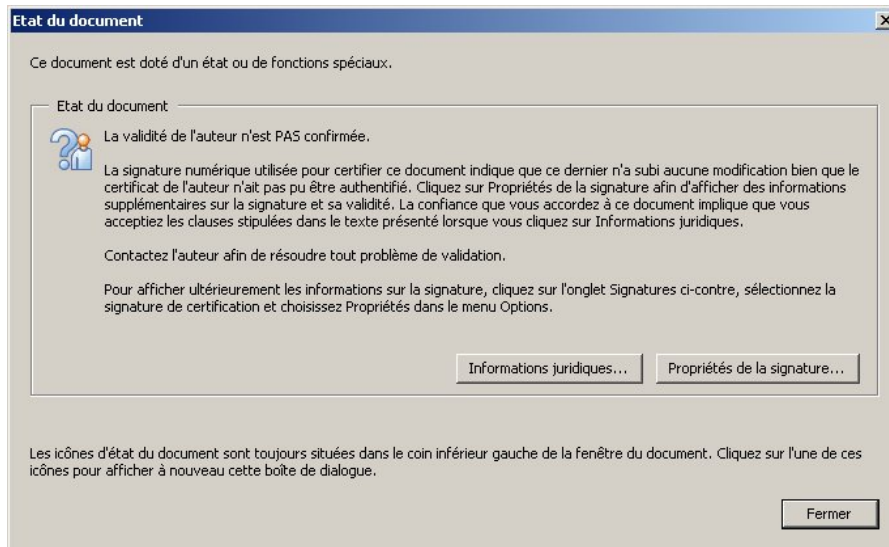 Etat du document
Ce document est doté d'un état ou de fonctions spéciaux.
Etat du document
La validité de l'auteur n'est PAS confirmée.
La signature numérique utilisée pour certifier ce document indique que ce dernier n'a subi aucune modification bien que le
certificat de l'auteur n'ait pas pu être authentifié. Cliquez sur Propriétés de la signature afin d'afficher des informations
supplémentaires sur la signature et sa validité. La confiance que vous accordez à ce document implique que vous
acceptiez les clauses stipulées dans le texte présenté lorsque vous cliquez sur Informations juridiques.
Contactez l'auteur afin de résoudre tout problème de validation.
Pour afficher ultérieurement les informations sur la signature, cliquez sur l'onglet Signatures ci-contre, sélectionnez la
signature de certification et choisissez Propriétés dans le menu Options.
Informations juridiques... Propriétés de la signature...
Les icônes d'état du document sont toujours situées dans le coin inférieur gauche de la fenêtre du document. Cliquez sur l'une de ces
icônes pour afficher à nouveau cette boîte de dialogue.
Fermer